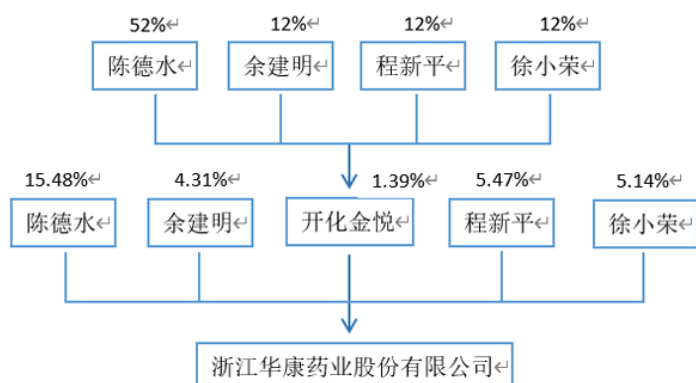 52%↵ 12%↵ 12%↵ 12%↵
陈德水↵ 余建明↵ 程新平↵ 徐小荣↵
15.48%↵ 4.31%↵ 1.39%↵ 5.47%↵ 5.14%↵
陈德水↵ 余建明↵ 开化金悦↵ 程新平↵ 徐小荣↵
浙江华康药业股份有限公司↵